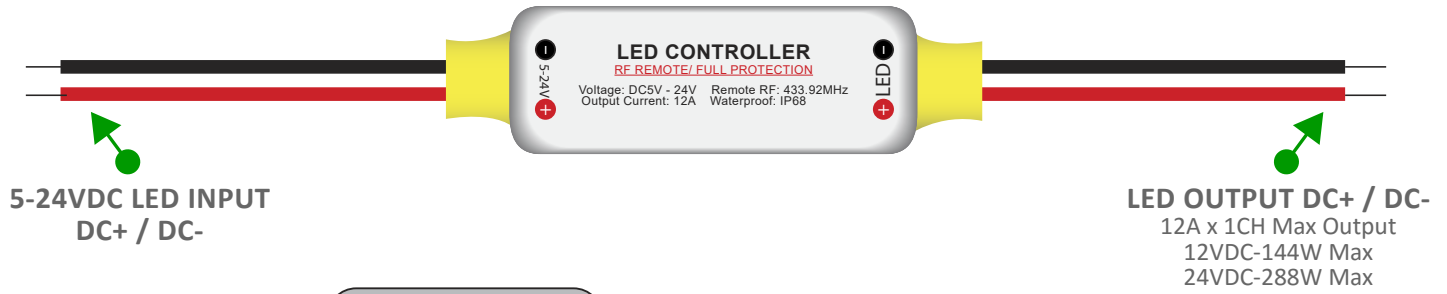 LED CONTROLLER
RF REMOTE/ FULL PROTECTION
Voltage: DC5V - 24V Remote RF: 433.92MHz
Output Current: 12A Waterproof: IP68
− 5-24V +
− LED +
5-24VDC LED INPUT
DC+ / DC-
LED OUTPUT DC+ / DC-
12A x 1CH Max Output
12VDC-144W Max
24VDC-288W Max